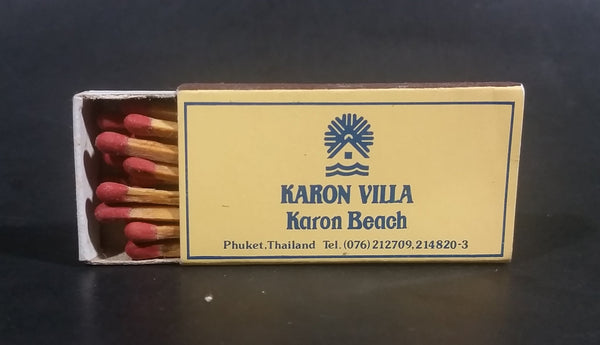 KARON VILLA
Karon Beach
Phuket,Thailand Tel.(076)212709,214820-3